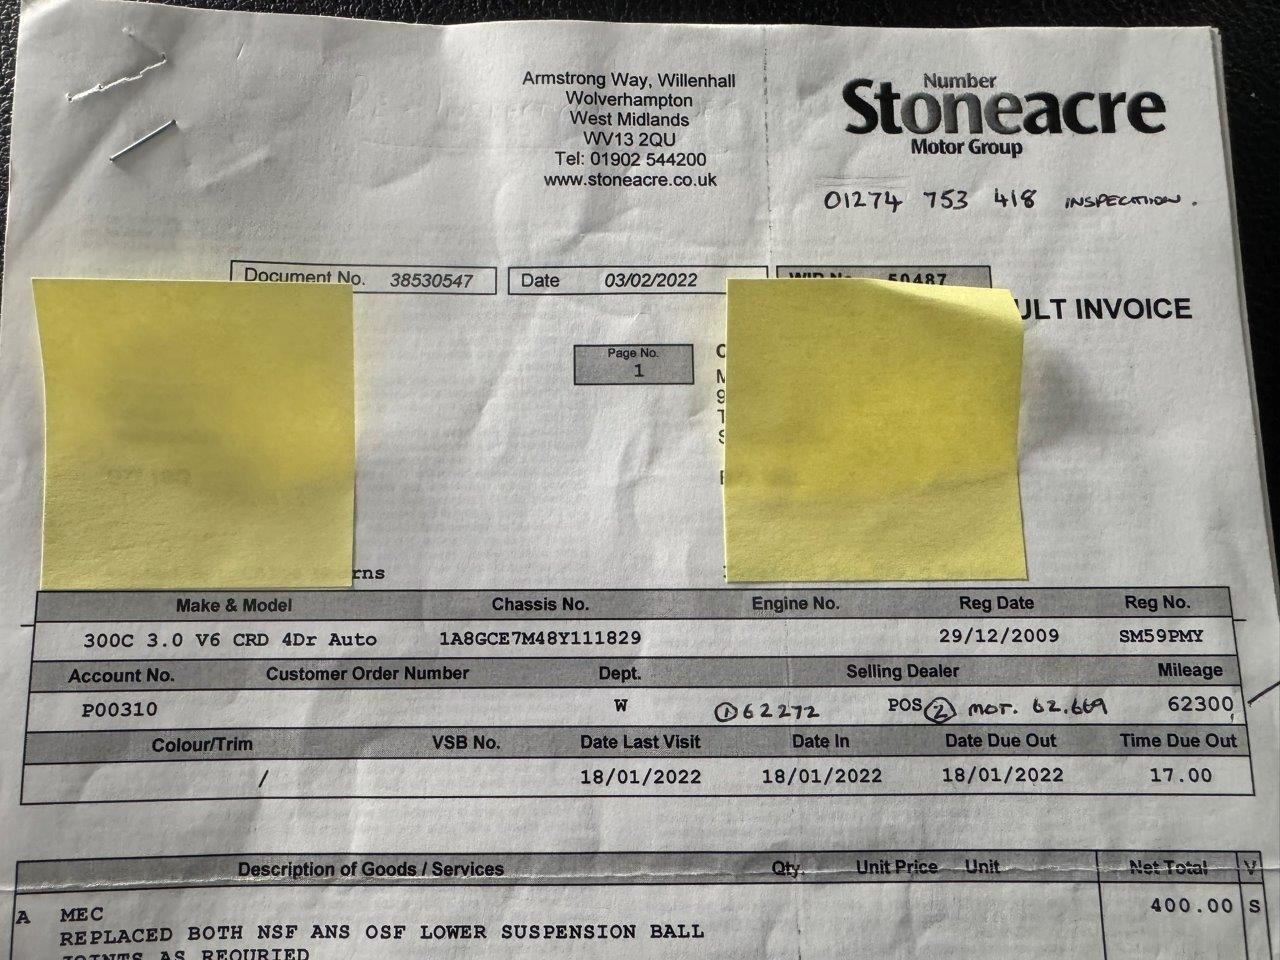 Armstrong Way, Willenhall
Wolverhampton
West Midlands
WV13 2QU
Tel: 01902 544200
www.stoneacre.co.uk
Number
Stoneacre
Motor Group
01274 753 418 INSPECTION.
Document No. 38530547
Date 03/02/2022
WIP No. 50487
ULT INVOICE
Page No.
1
rns
Make & Model Chassis No. Engine No. Reg Date Reg No.
300C 3.0 V6 CRD 4Dr Auto 1A8GCE7M48Y111829 29/12/2009 SM59PMY
Account No. Customer Order Number Dept. Selling Dealer Mileage
P00310 W ① 62272 POS ② MOT. 62.669 62300
Colour/Trim VSB No. Date Last Visit Date In Date Due Out Time Due Out
/ 18/01/2022 18/01/2022 18/01/2022 17.00
Description of Goods / Services Qty. Unit Price Unit Net Total V
A MEC 400.00 S
REPLACED BOTH NSF ANS OSF LOWER SUSPENSION BALL
JOINTS AS REQURIED